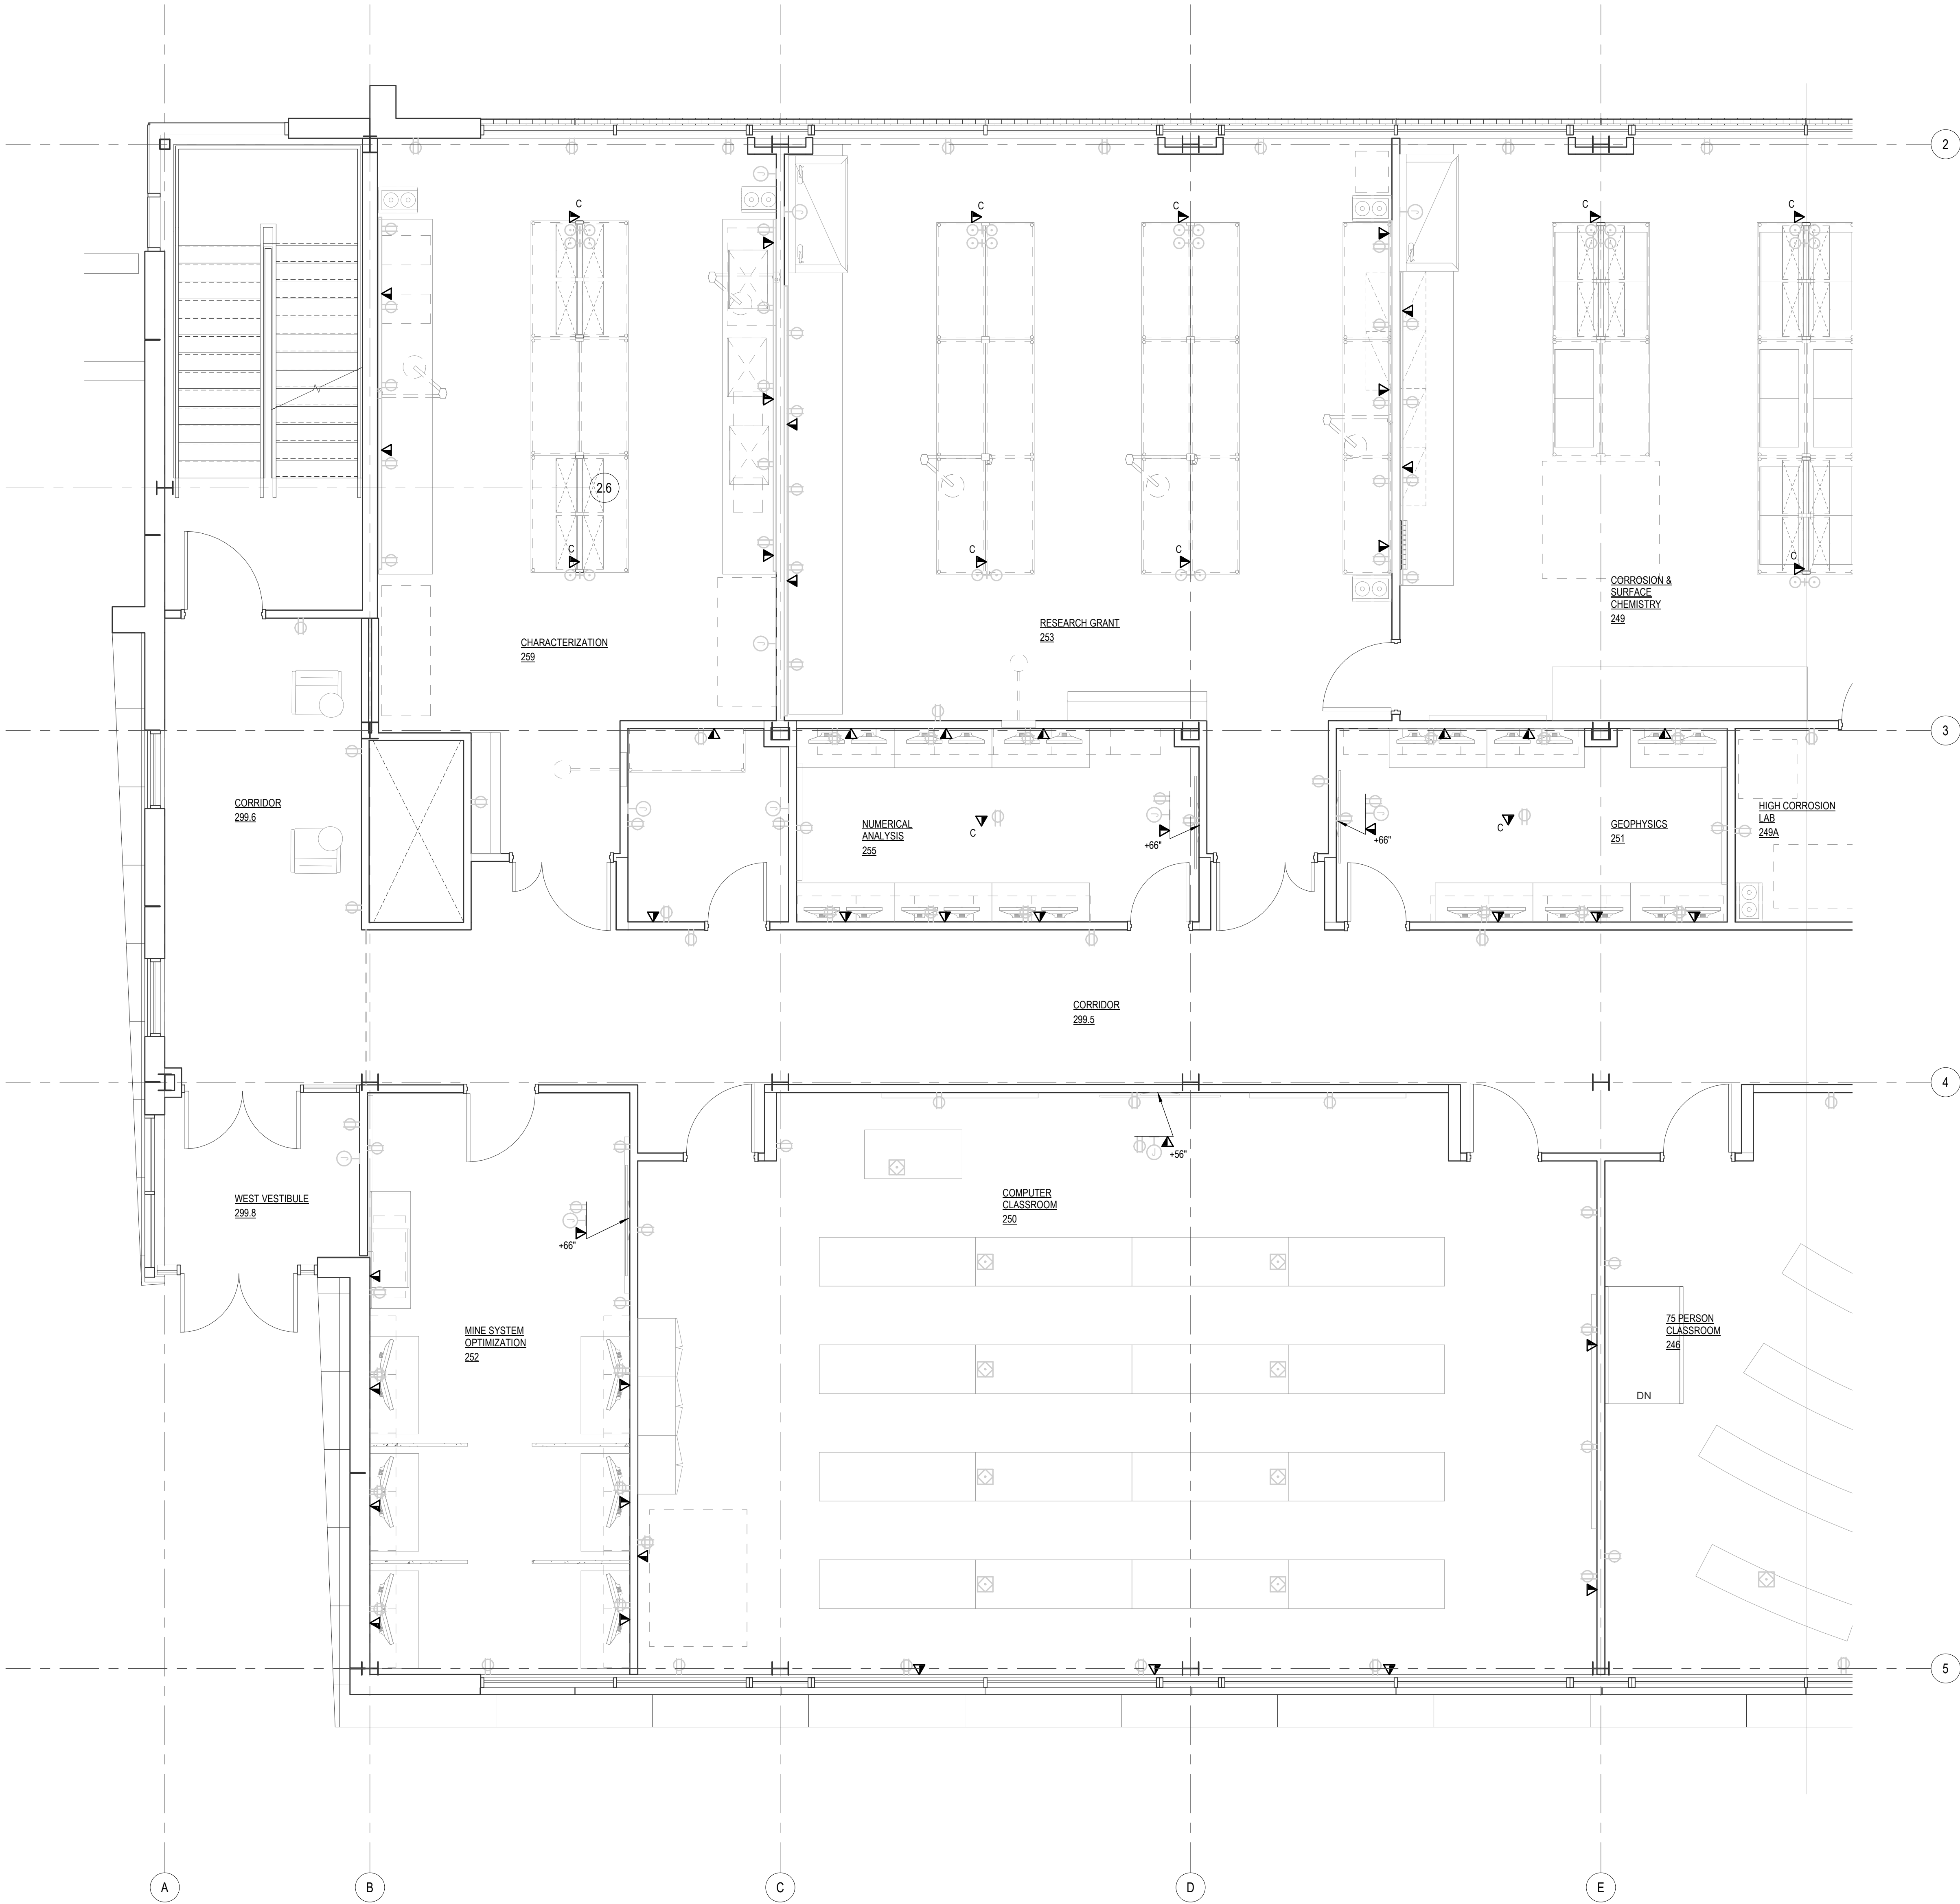 2
C
C
C
C
C
2.6
C
C
C
C
CORROSION &
SURFACE
CHEMISTRY
249
RESEARCH GRANT
253
CHARACTERIZATION
259
3
CORRIDOR
299.6
NUMERICAL
ANALYSIS
255
C
+66"
+66"
C
GEOPHYSICS
251
HIGH CORROSION
LAB
249A
CORRIDOR
299.5
4
+56"
WEST VESTIBULE
299.8
COMPUTER
CLASSROOM
250
+66"
MINE SYSTEM
OPTIMIZATION
252
75 PERSON
CLASSROOM
246
DN
5
A
B
C
D
E